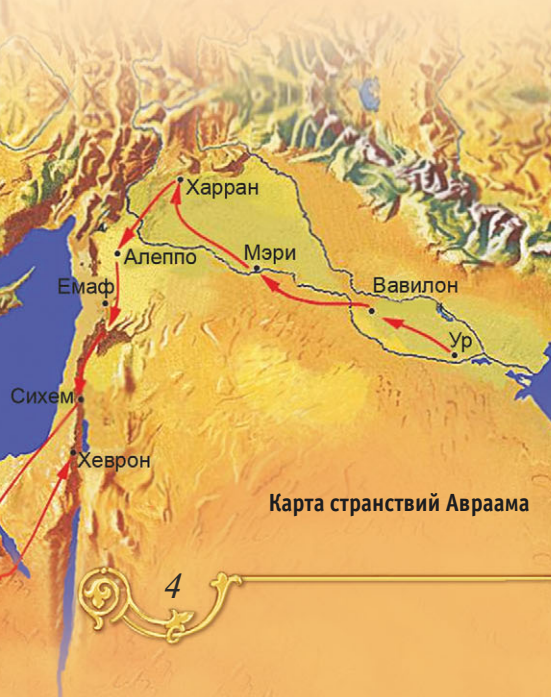 Харран
Алеппо
Мэри
Емаф
Вавилон
Ур
Сихем
Хеврон
Карта странствий Авраама
4